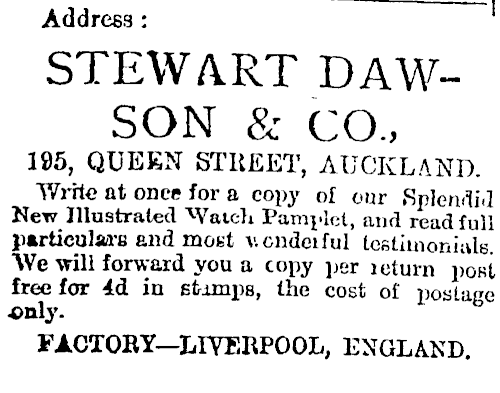 Address :
STEWART DAW-
SON & CO.,
195, QUEEN STREET, AUCKLAND.
Write at once for a copy of our Splendid
New Illustrated Watch Pamplet, and read full
particulars and most wonderful testimonials.
We will forward you a copy per return post
free for 4d in stamps, the cost of postage
only.
FACTORY—LIVERPOOL, ENGLAND.